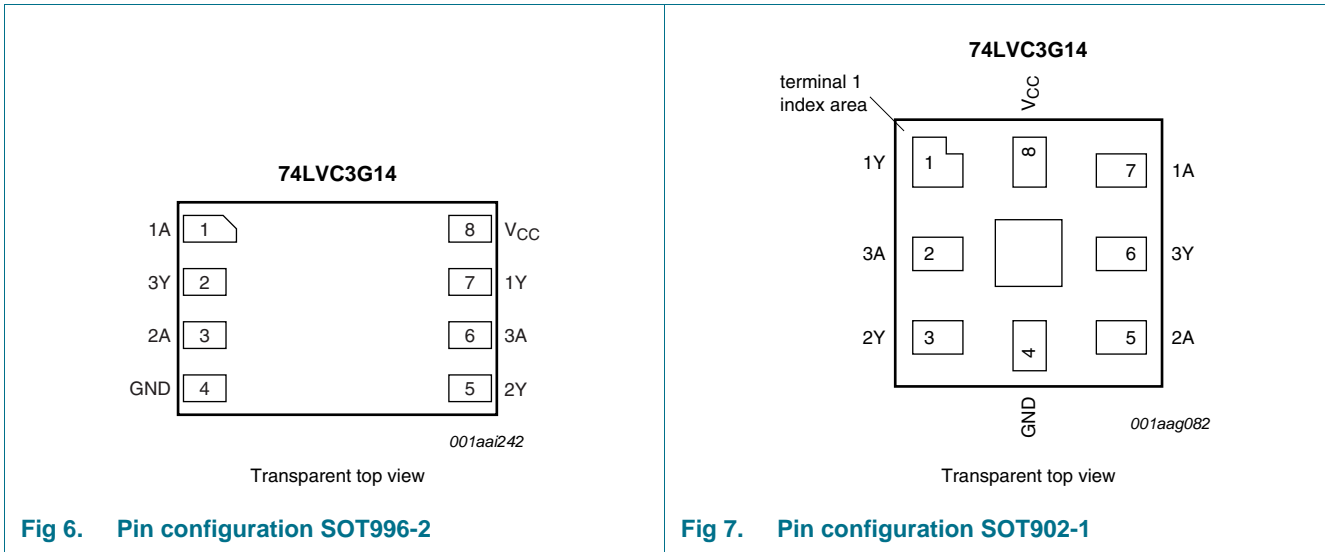 74LVC3G14
1A 1 8 VCC
3Y 2 7 1Y
2A 3 6 3A
GND 4 5 2Y
001aai242
Transparent top view
Fig 6. Pin configuration SOT996-2
74LVC3G14
terminal 1
index area
VCC
1Y 1 8 7 1A
3A 2 6 3Y
2Y 3 4 5 2A
GND
001aag082
Transparent top view
Fig 7. Pin configuration SOT902-1